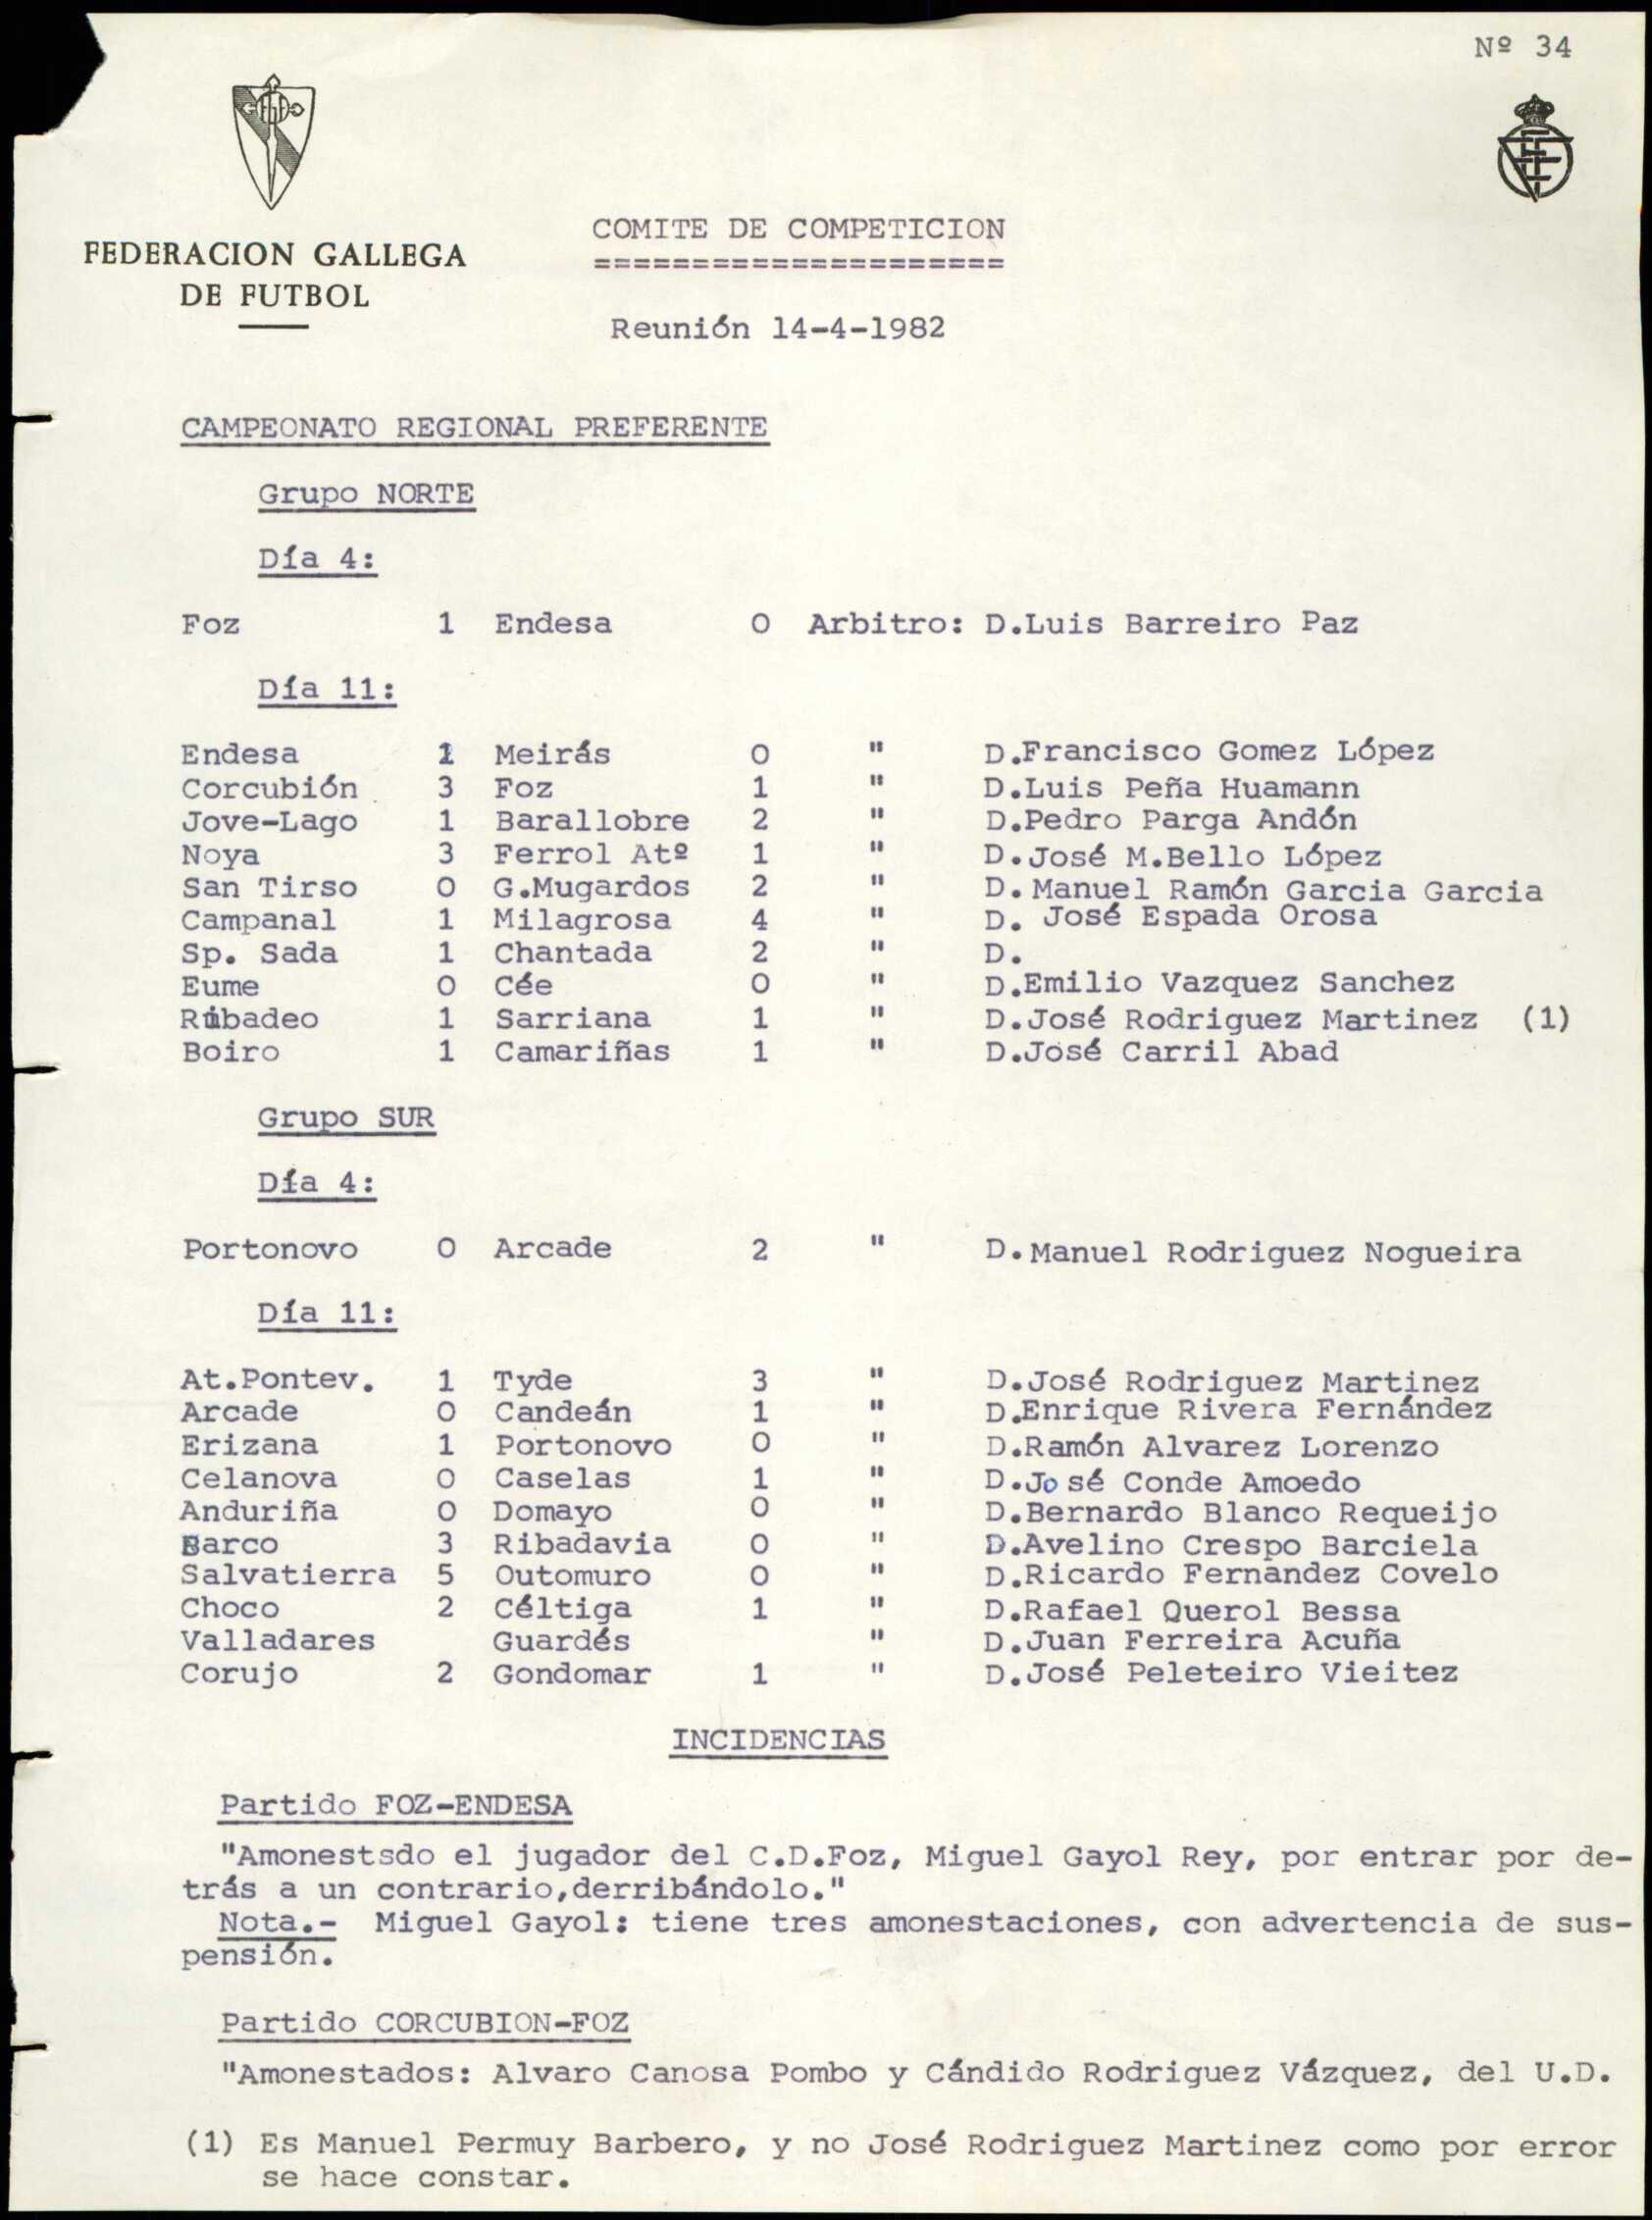 Nº 34
FEDERACION GALLEGA
DE FUTBOL
COMITE DE COMPETICION
=====================
Reunión 14-4-1982
CAMPEONATO REGIONAL PREFERENTE
Grupo NORTE
Día 4:
Foz 1 Endesa 0 Arbitro: D.Luis Barreiro Paz
Día 11:
Endesa 1 Meirás 0 " D.Francisco Gomez López
Corcubión 3 Foz 1 " D.Luis Peña Huamann
Jove-Lago 1 Barallobre 2 " D.Pedro Parga Andón
Noya 3 Ferrol Atº 1 " D.José M.Bello López
San Tirso 0 G.Mugardos 2 " D.Manuel Ramón Garcia Garcia
Campanal 1 Milagrosa 4 " D. José Espada Orosa
Sp. Sada 1 Chantada 2 " D.
Eume 0 Cée 0 " D.Emilio Vazquez Sanchez
Ribadeo 1 Sarriana 1 " D.José Rodriguez Martinez (1)
Boiro 1 Camariñas 1 " D.José Carril Abad
Grupo SUR
Día 4:
Portonovo 0 Arcade 2 " D.Manuel Rodriguez Nogueira
Día 11:
At.Pontev. 1 Tyde 3 " D.José Rodriguez Martinez
Arcade 0 Candeán 1 " D.Enrique Rivera Fernández
Erizana 1 Portonovo 0 " D.Ramón Alvarez Lorenzo
Celanova 0 Caselas 1 " D.José Conde Amoedo
Anduriña 0 Domayo 0 " D.Bernardo Blanco Requeijo
Barco 3 Ribadavia 0 " D.Avelino Crespo Barciela
Salvatierra 5 Outomuro 0 " D.Ricardo Fernandez Covelo
Choco 2 Céltiga 1 " D.Rafael Querol Bessa
Valladares Guardés " D.Juan Ferreira Acuña
Corujo 2 Gondomar 1 " D.José Peleteiro Vieitez
INCIDENCIAS
Partido FOZ-ENDESA
"Amonestsdo el jugador del C.D.Foz, Miguel Gayol Rey, por entrar por de-
trás a un contrario,derribándolo."
Nota.- Miguel Gayol: tiene tres amonestaciones, con advertencia de sus-
pensión.
Partido CORCUBION-FOZ
"Amonestados: Alvaro Canosa Pombo y Cándido Rodriguez Vázquez, del U.D.
(1) Es Manuel Permuy Barbero, y no José Rodriguez Martinez como por error
se hace constar.